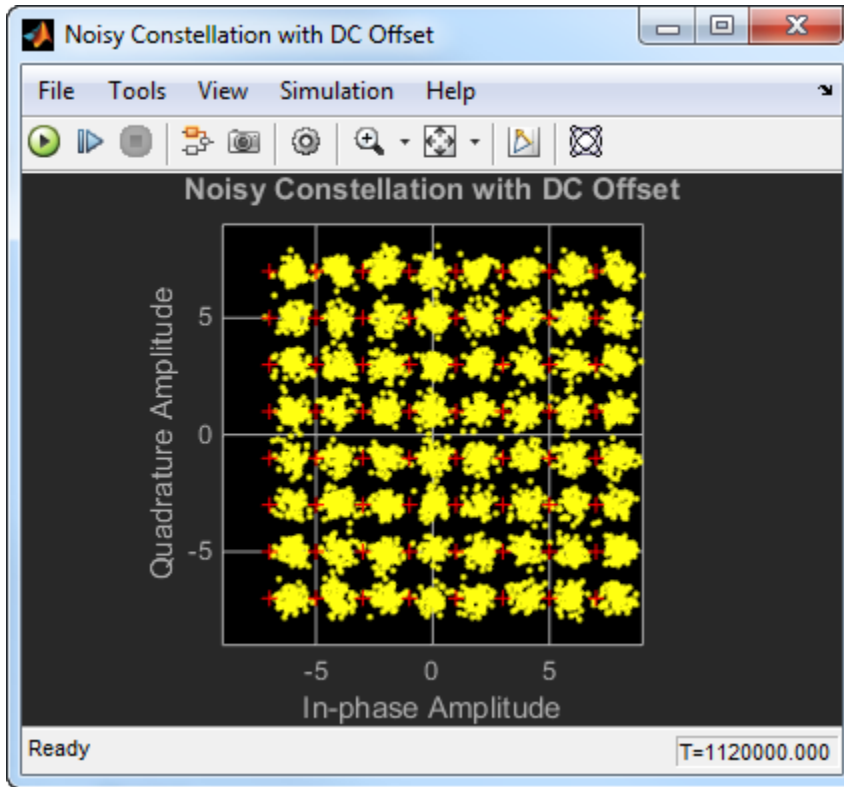 Noisy Constellation with DC Offset
File Tools View Simulation Help
Noisy Constellation with DC Offset
Quadrature Amplitude
5
0
-5
-5 0 5
In-phase Amplitude
Ready T=1120000.000